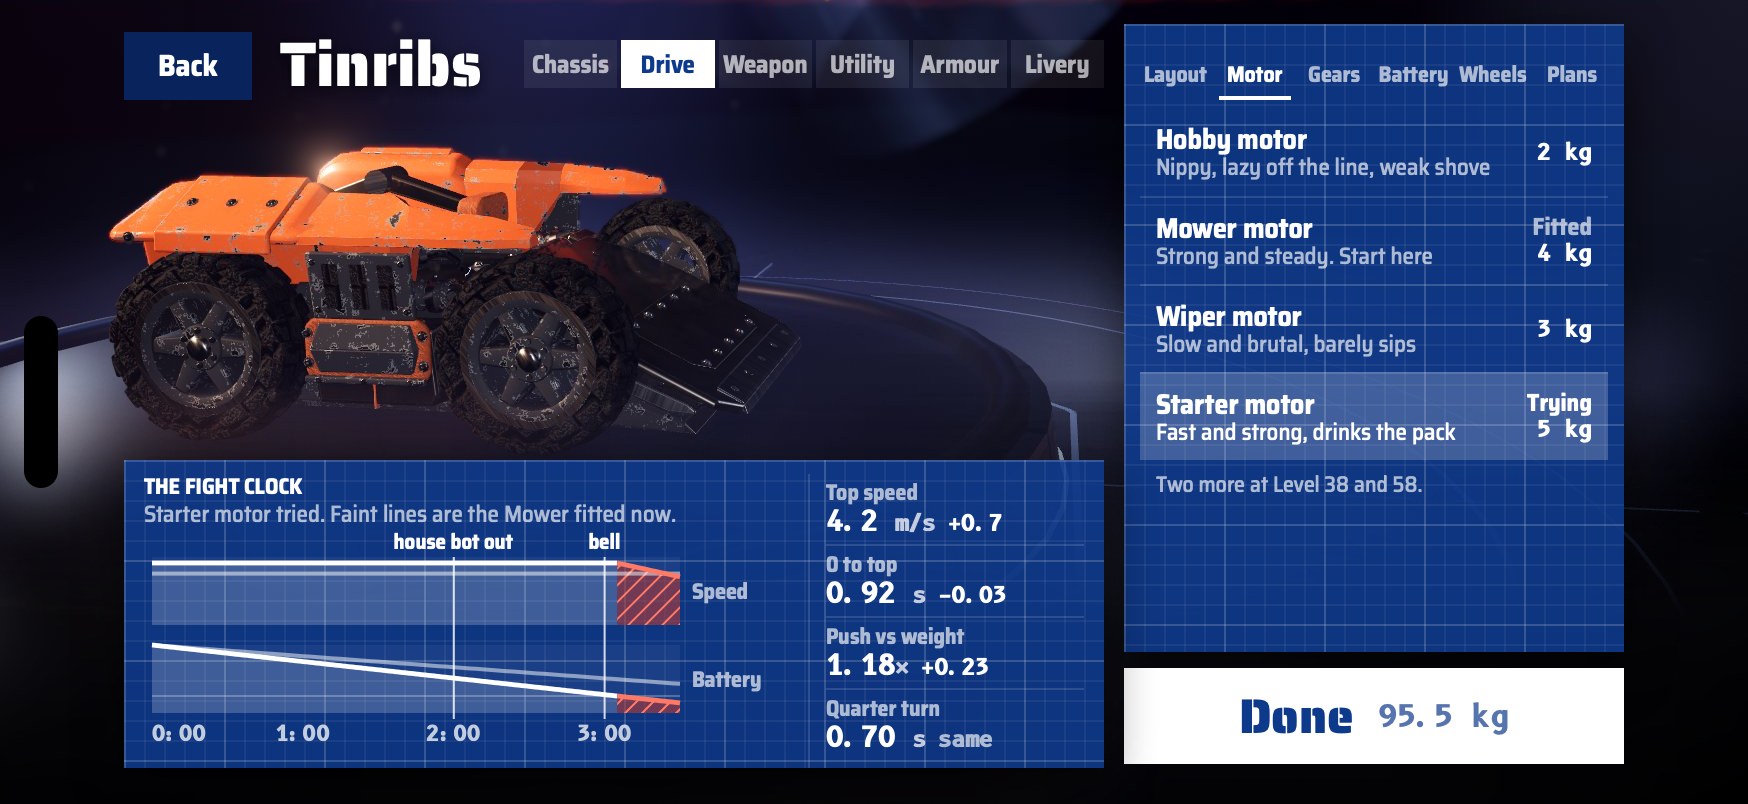 Back
Tinribs
Chassis Drive Weapon Utility Armour Livery
Layout Motor Gears Battery Wheels Plans
Hobby motor
Nippy, lazy off the line, weak shove
2 kg
Mower motor
Strong and steady. Start here
Fitted
4 kg
Wiper motor
Slow and brutal, barely sips
3 kg
Starter motor
Fast and strong, drinks the pack
Trying
5 kg
Two more at Level 38 and 58.
THE FIGHT CLOCK
Starter motor tried. Faint lines are the Mower fitted now.
house bot out bell
Speed
Battery
0:00 1:00 2:00 3:00
Top speed
4.2 m/s +0.7
0 to top
0.92 s −0.03
Push vs weight
1.18× +0.23
Quarter turn
0.70 s same
Done 95.5 kg